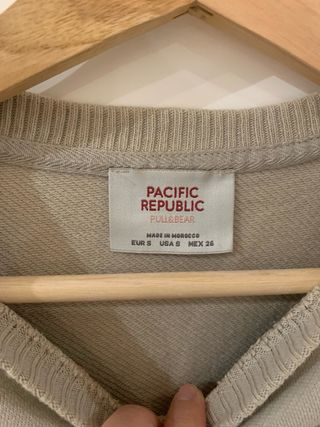 PACIFIC
REPUBLIC
PULL&BEAR
MADE IN MOROCCO
EUR S USA S MEX 26